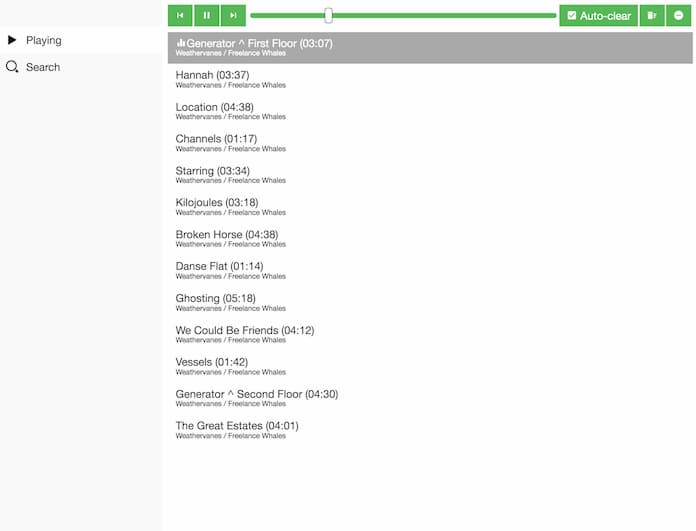 Auto-clear
Playing
Search
Generator ^ First Floor (03:07)
Weathervanes / Freelance Whales
Hannah (03:37)
Weathervanes / Freelance Whales
Location (04:38)
Weathervanes / Freelance Whales
Channels (01:17)
Weathervanes / Freelance Whales
Starring (03:34)
Weathervanes / Freelance Whales
Kilojoules (03:18)
Weathervanes / Freelance Whales
Broken Horse (04:38)
Weathervanes / Freelance Whales
Danse Flat (01:14)
Weathervanes / Freelance Whales
Ghosting (05:18)
Weathervanes / Freelance Whales
We Could Be Friends (04:12)
Weathervanes / Freelance Whales
Vessels (01:42)
Weathervanes / Freelance Whales
Generator ^ Second Floor (04:30)
Weathervanes / Freelance Whales
The Great Estates (04:01)
Weathervanes / Freelance Whales